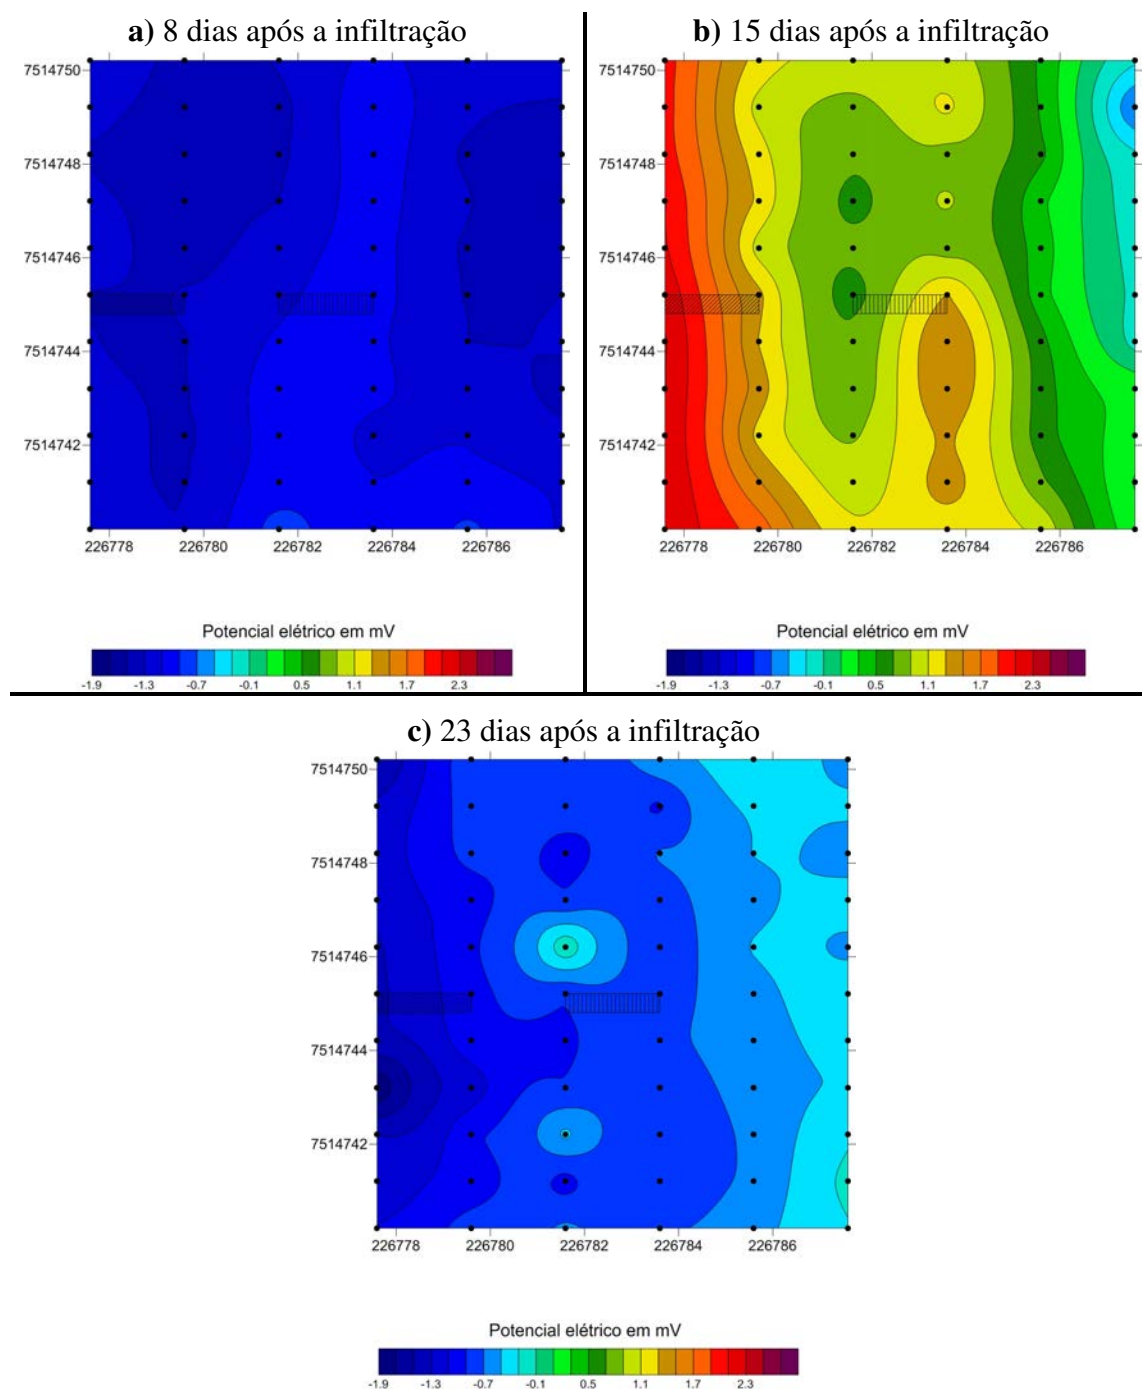 a) 8 dias após a infiltração
7514750
7514748
7514746
7514744
7514742
226778 226780 226782 226784 226786
Potencial elétrico em mV
-1.9 -1.3 -0.7 -0.1 0.5 1.1 1.7 2.3
b) 15 dias após a infiltração
7514750
7514748
7514746
7514744
7514742
226778 226780 226782 226784 226786
Potencial elétrico em mV
-1.9 -1.3 -0.7 -0.1 0.5 1.1 1.7 2.3
c) 23 dias após a infiltração
7514750
7514748
7514746
7514744
7514742
226778 226780 226782 226784 226786
Potencial elétrico em mV
-1.9 -1.3 -0.7 -0.1 0.5 1.1 1.7 2.3